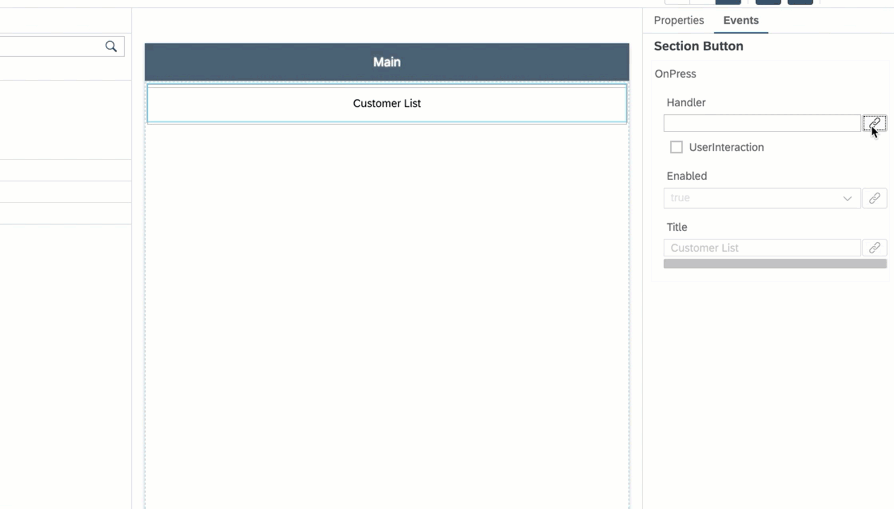 Properties Events
Section Button
OnPress
Main
Customer List
Handler
UserInteraction
Enabled
true
Title
Customer List